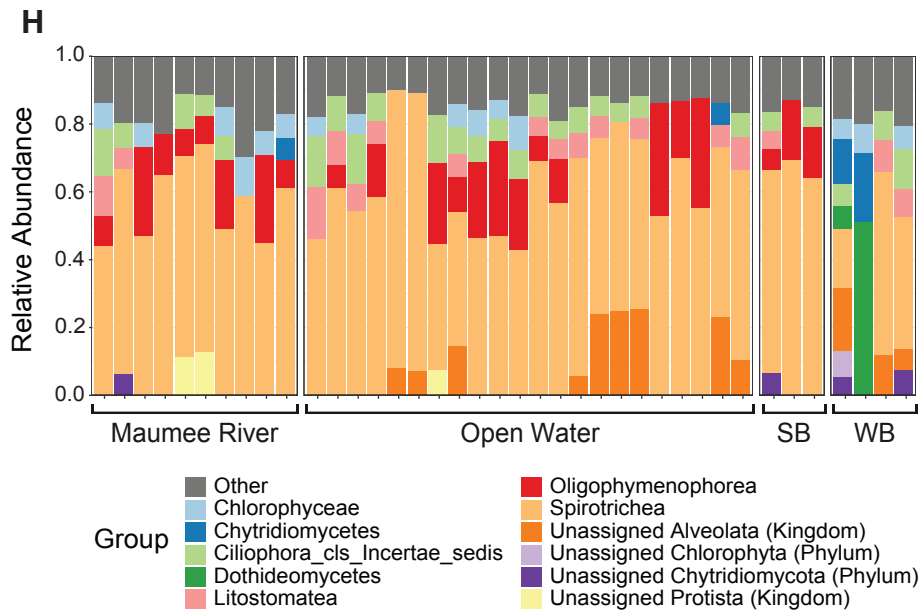 H
Relative Abundance
1.0
0.8
0.6
0.4
0.2
0.0
Maumee River
Open Water
SB
WB
Group
Other
Chlorophyceae
Chytridiomycetes
Ciliophora_cls_Incertae_sedis
Dothideomycetes
Litostomatea
Oligophymenophorea
Spirotrichea
Unassigned Alveolata (Kingdom)
Unassigned Chlorophyta (Phylum)
Unassigned Chytridiomycota (Phylum)
Unassigned Protista (Kingdom)